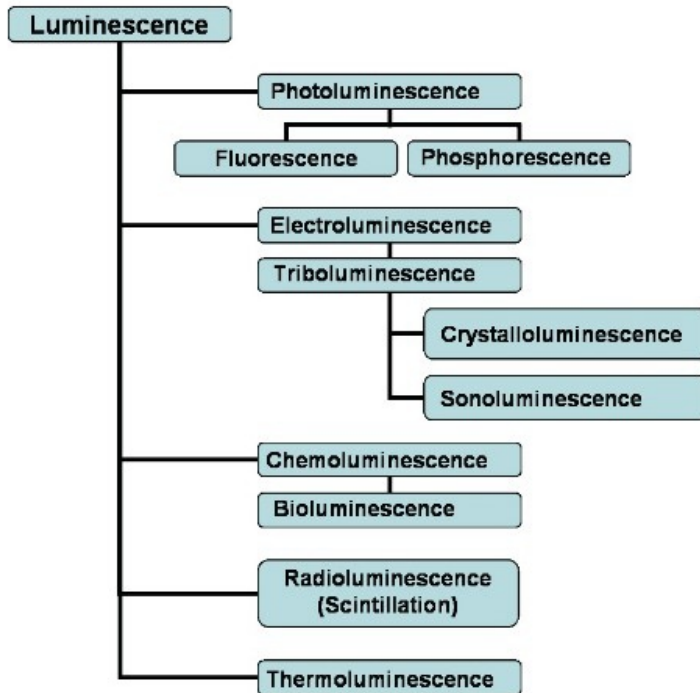 Luminescence
Photoluminescence
Fluorescence
Phosphorescence
Electroluminescence
Triboluminescence
Crystalloluminescence
Sonoluminescence
Chemoluminescence
Bioluminescence
Radioluminescence
(Scintillation)
Thermoluminescence